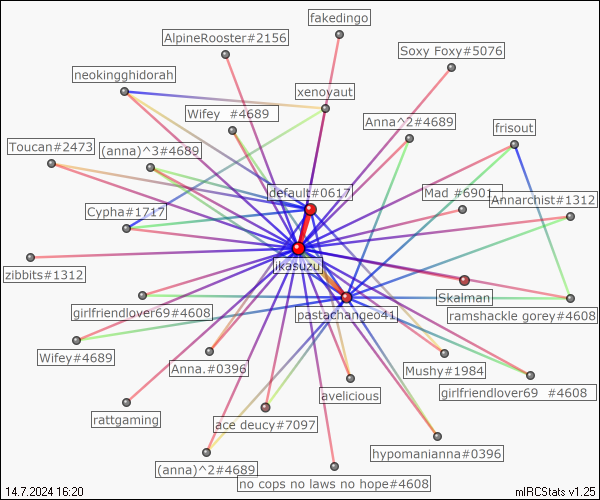 fakedingo
AlpineRooster#2156
Soxy Foxy#5076
neokingghidorah
xenoyaut
Wifey  #4689
Anna^2#4689
frisout
Toucan#2473
(anna)^3#4689
default#0617
Mad #6901
Annarchist#1312
Cypha#1717
ikasuzu
zibbits#1312
Skalman
girlfriendlover69#4608
pastachangeo41
ramshackle gorey#4608
Wifey#4689
Anna.#0396
Mushy#1984
avelicious
girlfriendlover69  #4608
rattgaming
ace deucy#7097
hypomanianna#0396
(anna)^2#4689
no cops no laws no hope#4608
14.7.2024 16:20
mIRCStats v1.25